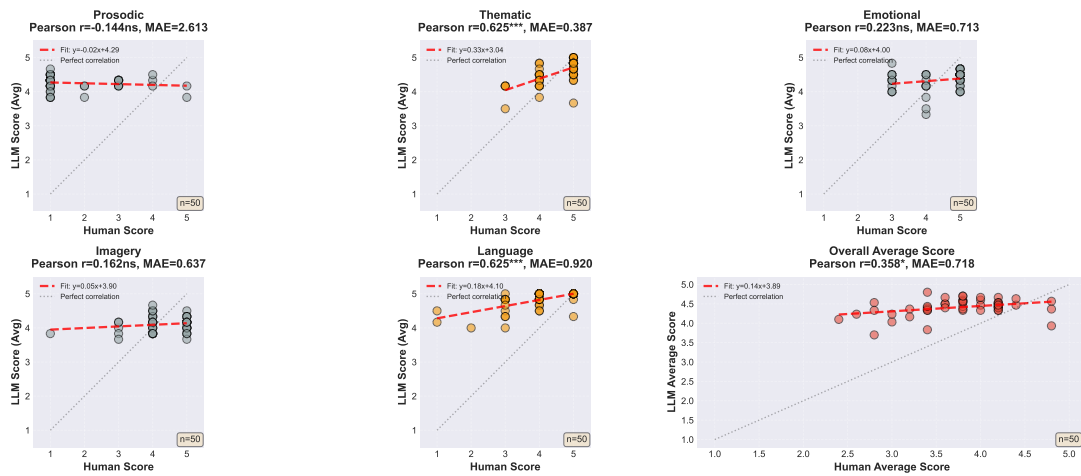 Prosodic
Pearson r=-0.144ns, MAE=2.613
Fit: y=-0.02x+4.29
Perfect correlation
LLM Score (Avg)
5
4
3
2
1
n=50
1 2 3 4 5
Human Score
Thematic
Pearson r=0.625***, MAE=0.387
Fit: y=0.33x+3.04
Perfect correlation
LLM Score (Avg)
5
4
3
2
1
n=50
1 2 3 4 5
Human Score
Emotional
Pearson r=0.223ns, MAE=0.713
Fit: y=0.08x+4.00
Perfect correlation
LLM Score (Avg)
5
4
3
2
1
n=50
1 2 3 4 5
Human Score
Imagery
Pearson r=0.162ns, MAE=0.637
Fit: y=0.05x+3.90
Perfect correlation
LLM Score (Avg)
5
4
3
2
1
n=50
1 2 3 4 5
Human Score
Language
Pearson r=0.625***, MAE=0.920
Fit: y=0.18x+4.10
Perfect correlation
LLM Score (Avg)
5
4
3
2
1
n=50
1 2 3 4 5
Human Score
Overall Average Score
Pearson r=0.358*, MAE=0.718
Fit: y=0.14x+3.89
Perfect correlation
LLM Average Score
5.0
4.5
4.0
3.5
3.0
2.5
2.0
1.5
1.0
n=50
1.0 1.5 2.0 2.5 3.0 3.5 4.0 4.5 5.0
Human Average Score